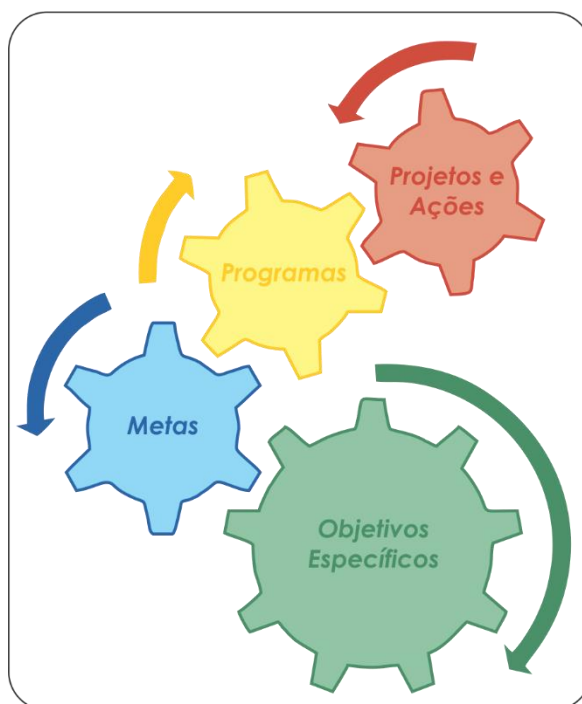 Projetos e
Ações
Programas
Metas
Objetivos
Específicos